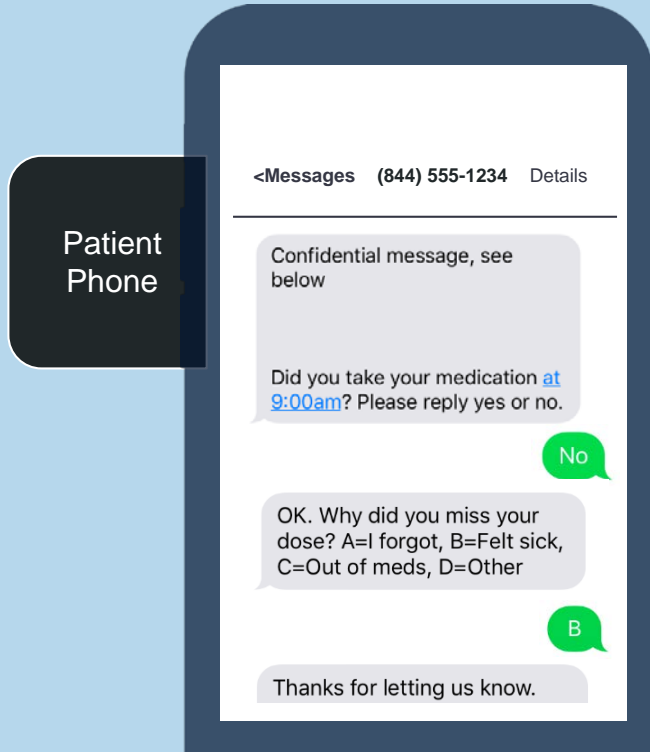 Patient
Phone
<Messages (844) 555-1234 Details
Confidential message, see
below
Did you take your medication at
9:00am? Please reply yes or no.
No
OK. Why did you miss your
dose? A=I forgot, B=Felt sick,
C=Out of meds, D=Other
B
Thanks for letting us know.